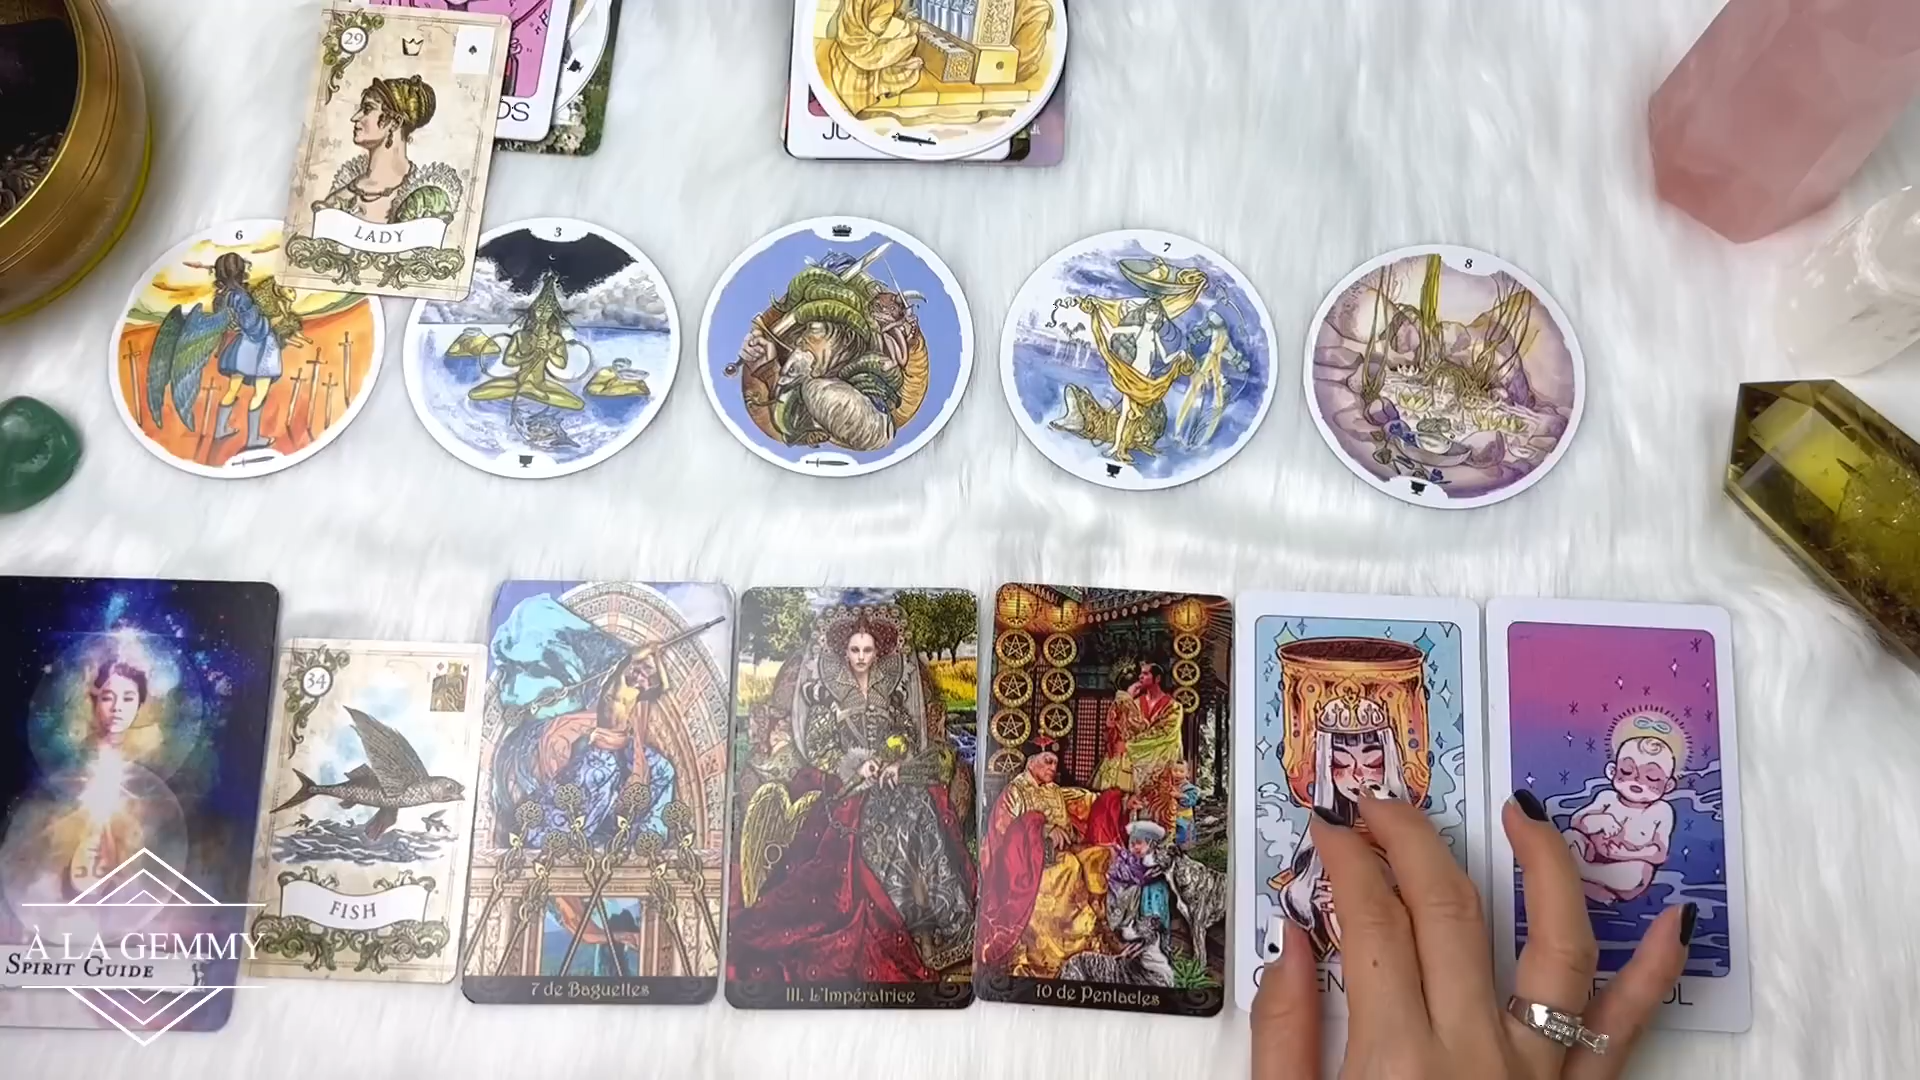 29
LADY
6
3
7
8
34
FISH
7 de Baguettes
III. L'Impératrice
10 de Pentacles
À LA GEMMY
SPIRIT GUIDE